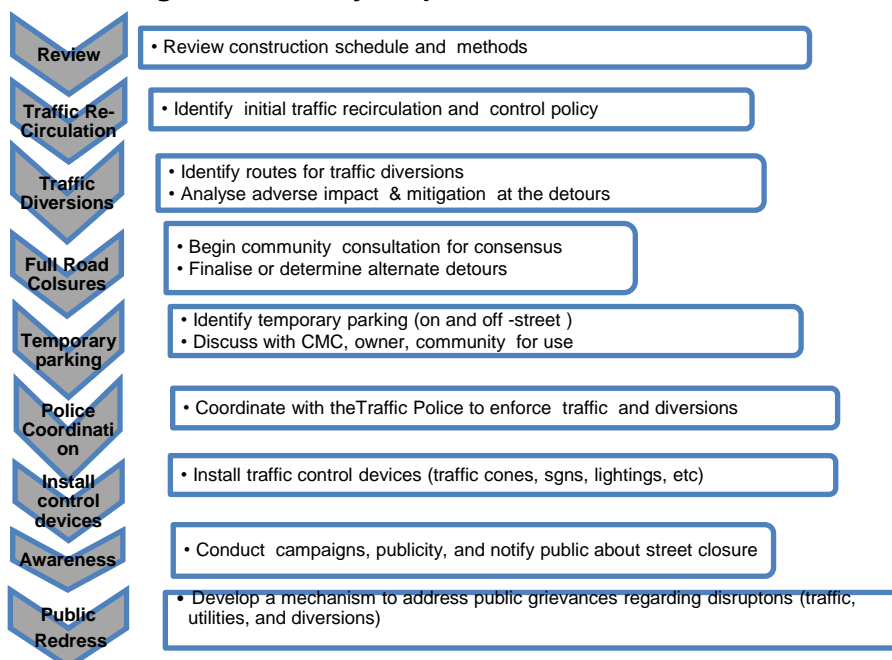 Review
• Review construction schedule and methods
Traffic Re-
Circulation
• Identify initial traffic recirculation and control policy
Traffic
Diversions
• Identify routes for traffic diversions
• Analyse adverse impact & mitigation at the detours
Full Road
Colsures
• Begin community consultation for consensus
• Finalise or determine alternate detours
Temporary
parking
• Identify temporary parking (on and off -street )
• Discuss with CMC, owner, community for use
Police
Coordinati
on
• Coordinate with theTraffic Police to enforce traffic and diversions
Install
control
devices
• Install traffic control devices (traffic cones, sgns, lightings, etc)
Awareness
• Conduct campaigns, publicity, and notify public about street closure
Public
Redress
• Develop a mechanism to address public grievances regarding disruptons (traffic,
utilities, and diversions)